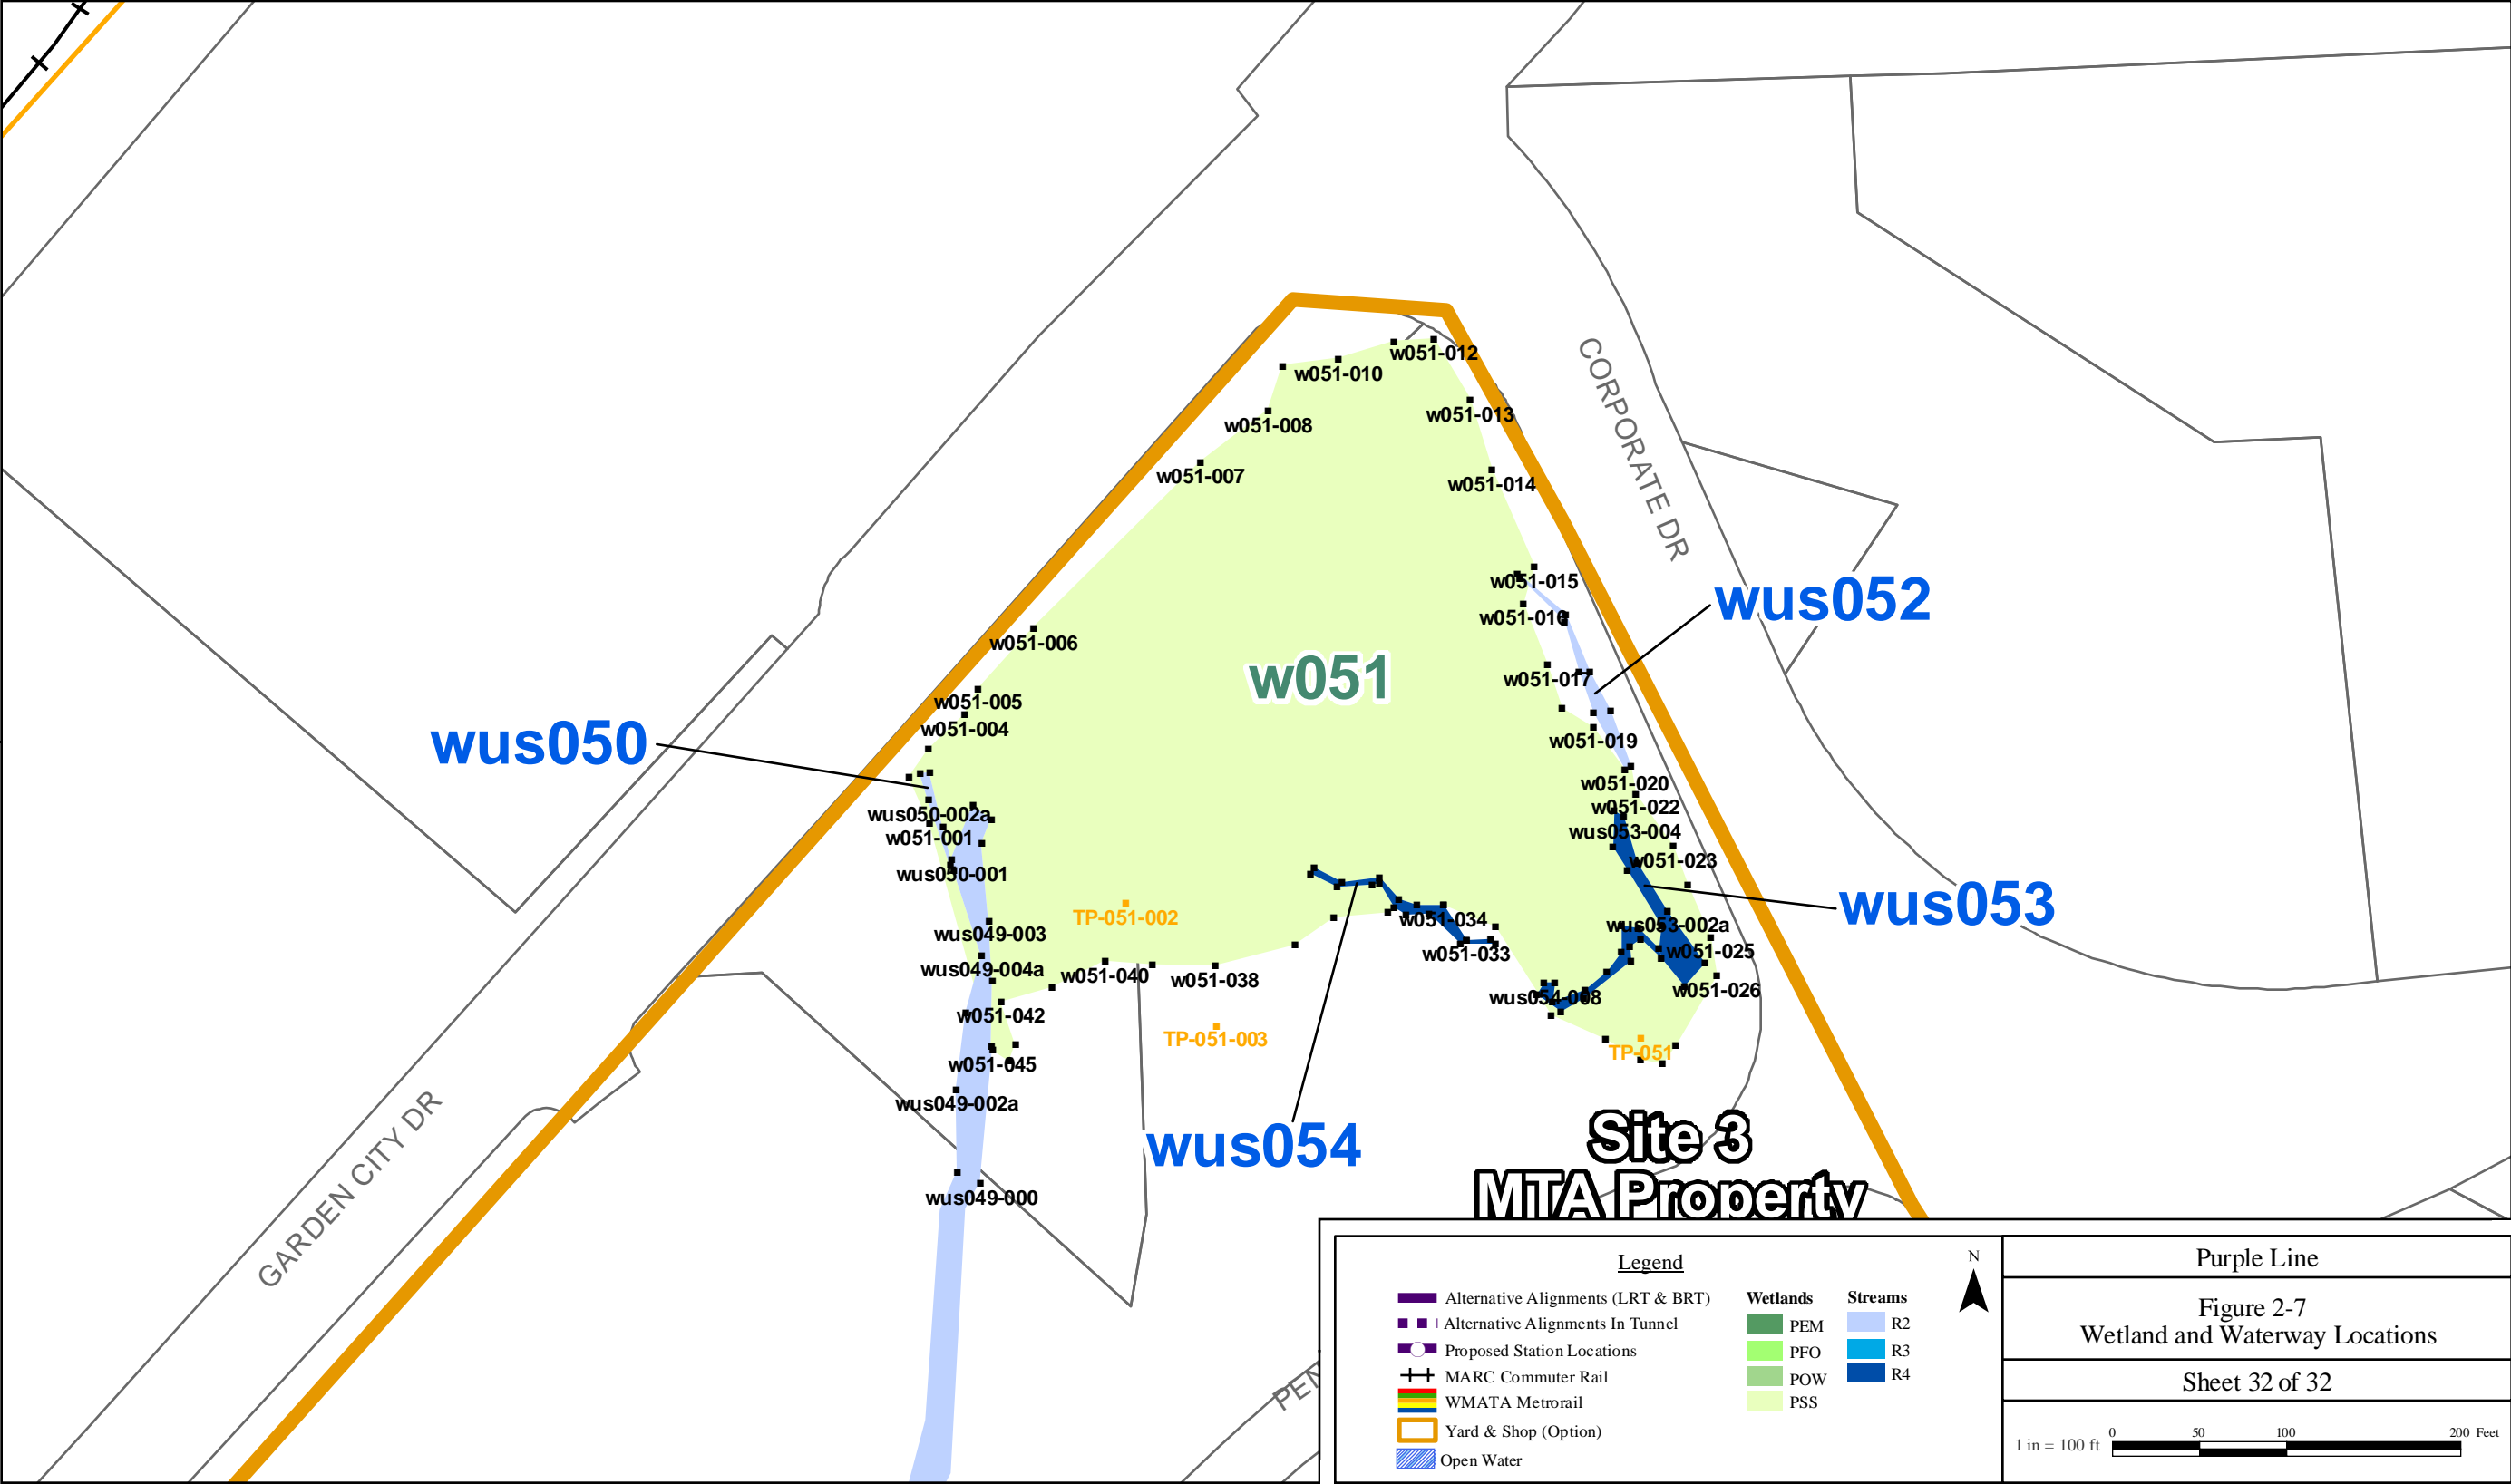 w051-012
w051-010
w051-013
w051-008
w051-007
w051-014
CORPORATE DR
w051-015
wus052
w051-016
w051-006
w051
w051-017
w051-005
w051-004
wus050
w051-019
w051-020
w051-022
wus050-002a
wus053-004
w051-001
w051-023
wus050-001
wus053
TP-051-002
w051-034
wus053-002a
wus049-003
w051-033
w051-025
wus049-004a
w051-040
w051-038
w051-026
wus054-008
w051-042
TP-051-003
TP-051
w051-045
wus049-002a
wus054
Site 3
MTA Property
wus049-000
GARDEN CITY DR
PEN
Legend
Alternative Alignments (LRT & BRT)
Alternative Alignments In Tunnel
Proposed Station Locations
MARC Commuter Rail
WMATA Metrorail
Yard & Shop (Option)
Open Water
Wetlands
PEM
PFO
POW
PSS
Streams
R2
R3
R4
N
Purple Line
Figure 2-7
Wetland and Waterway Locations
Sheet 32 of 32
1 in = 100 ft
0 50 100 200 Feet